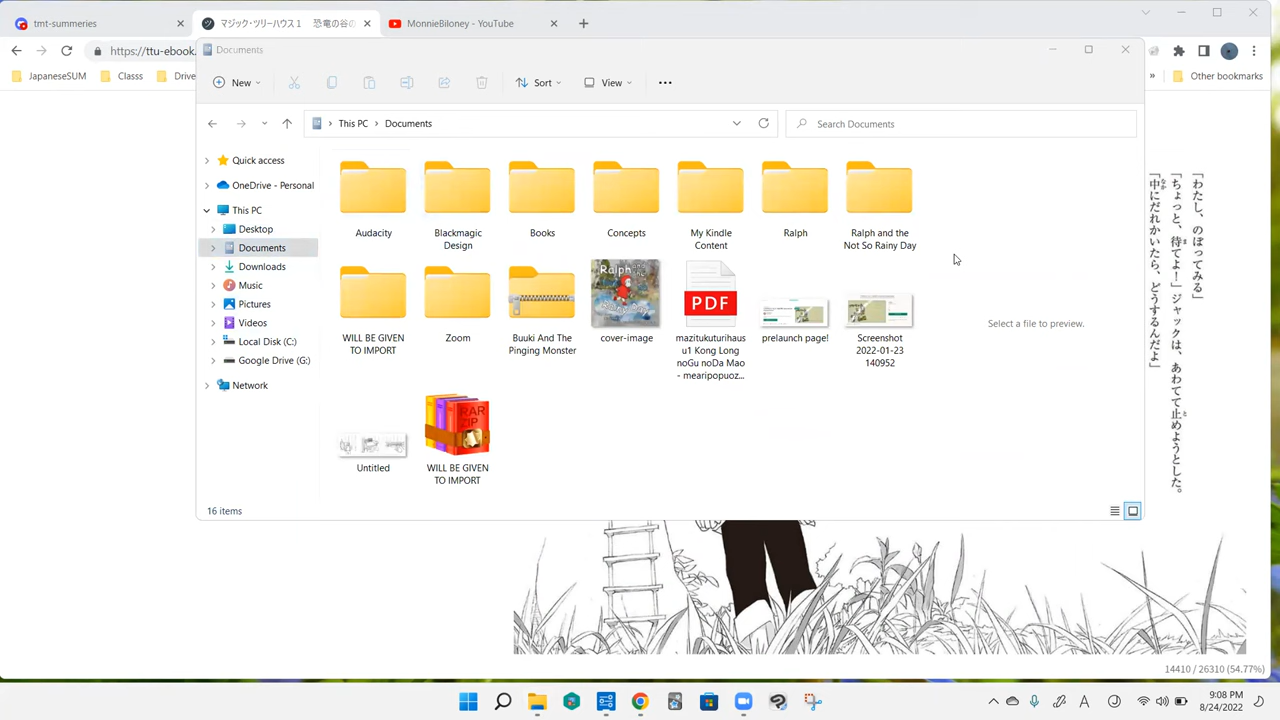 tmt-summeries
マジック・ツリーハウス１　恐竜の谷の
MonnieBiloney - YouTube
https://ttu-ebook.
JapaneseSUM
Classs
Drive
Other bookmarks
Documents
New
Sort
View
This PC
Documents
Search Documents
Quick access
OneDrive - Personal
This PC
Desktop
Documents
Downloads
Music
Pictures
Videos
Local Disk (C:)
Google Drive (G:)
Network
Audacity
Blackmagic
Design
Books
Concepts
My Kindle
Content
Ralph
Ralph and the
Not So Rainy Day
WILL BE GIVEN
TO IMPORT
Zoom
Buuki And The
Pinging Monster
Ralph
cover-image
PDF
mazitukuturihaus
u1 Kong Long
noGu noDa Mao
- mearipopuoz...
prelaunch page!
Screenshot
2022-01-23
140952
Untitled
RAR
ZIP
WILL BE GIVEN
TO IMPORT
Select a file to preview.
16 items
「わたし、のぼってみる」
「ちょっと、待てよ！」ジャックは、あわてて止めようとした。
「中にだれかいたら、どうするんだよ」
14410 / 26310 (54.77%)
9:08 PM
8/24/2022